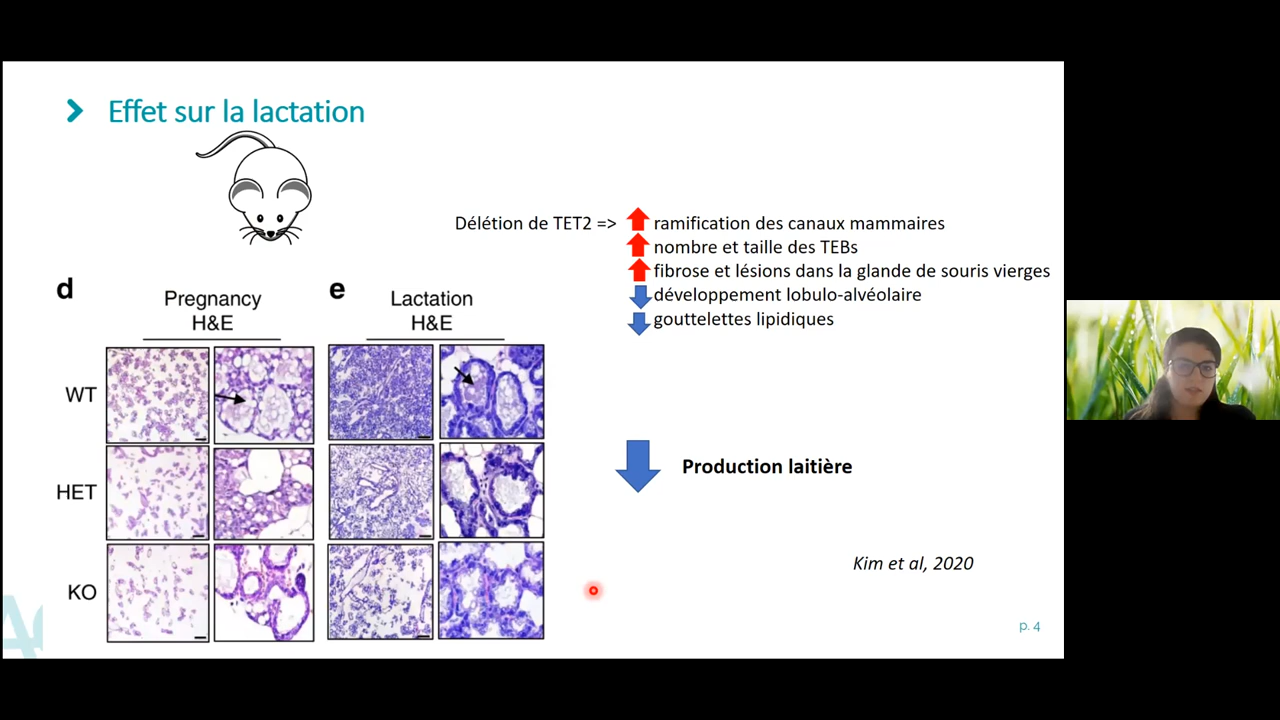 Effet sur la lactation
Délétion de TET2 =>
ramification des canaux mammaires
nombre et taille des TEBs
fibrose et lésions dans la glande de souris vierges
développement lobulo-alvéolaire
gouttelettes lipidiques
d
Pregnancy
H&E
e
Lactation
H&E
WT
HET
KO
Production laitière
Kim et al, 2020
p. 4